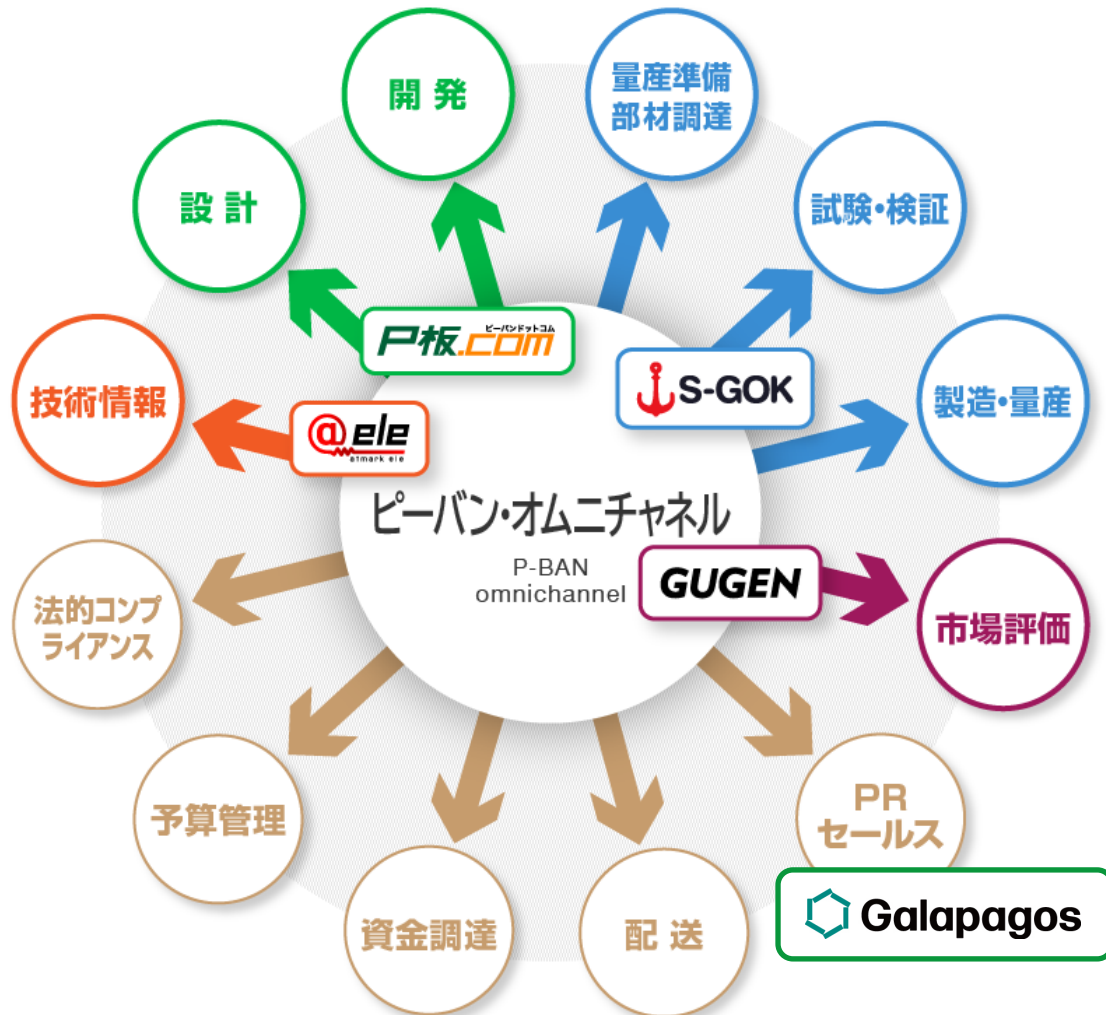 開 発
量産準備
部材調達
設 計
試験・検証
ピーバンドットコム
P板.com
S-GOK
技術情報
@ele
atmark ele
製造・量産
ピーバン・オムニチャネル
P-BAN
omnichannel
GUGEN
法的コンプ
ライアンス
市場評価
予算管理
PR
セールス
資金調達
配 送
Galapagos